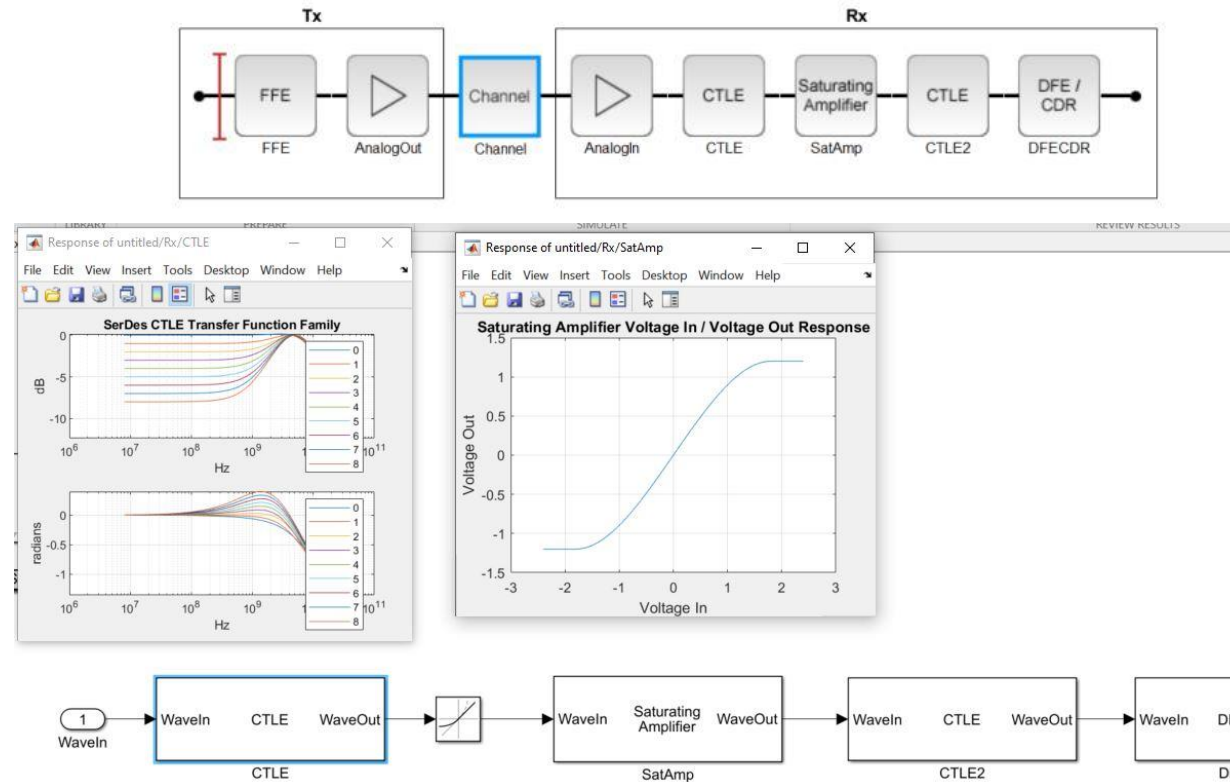 Tx
Rx
FFE
Channel
CTLE
Saturating
Amplifier
CTLE
DFE /
CDR
FFE
AnalogOut
Channel
AnalogIn
CTLE
SatAmp
CTLE2
DFECDR
LIBRARY
PREPARE
SIMULATE
REVIEW RESULTS
Response of untitled/Rx/CTLE
File Edit View Insert Tools Desktop Window Help
SerDes CTLE Transfer Function Family
0
-5
-10
dB
10^6 10^7 10^8 10^9 10^11
Hz
0
1
2
3
4
5
6
7
8
0
-0.5
-1
radians
10^6 10^7 10^8 10^9 10^11
Hz
0
1
2
3
4
5
6
7
8
Response of untitled/Rx/SatAmp
File Edit View Insert Tools Desktop Window Help
Saturating Amplifier Voltage In / Voltage Out Response
1.5
1
0.5
0
-0.5
-1
-1.5
Voltage Out
-3 -2 -1 0 1 2 3
Voltage In
1
WaveIn
WaveIn CTLE WaveOut
CTLE
WaveIn Saturating Amplifier WaveOut
SatAmp
WaveIn CTLE WaveOut
CTLE2
WaveIn